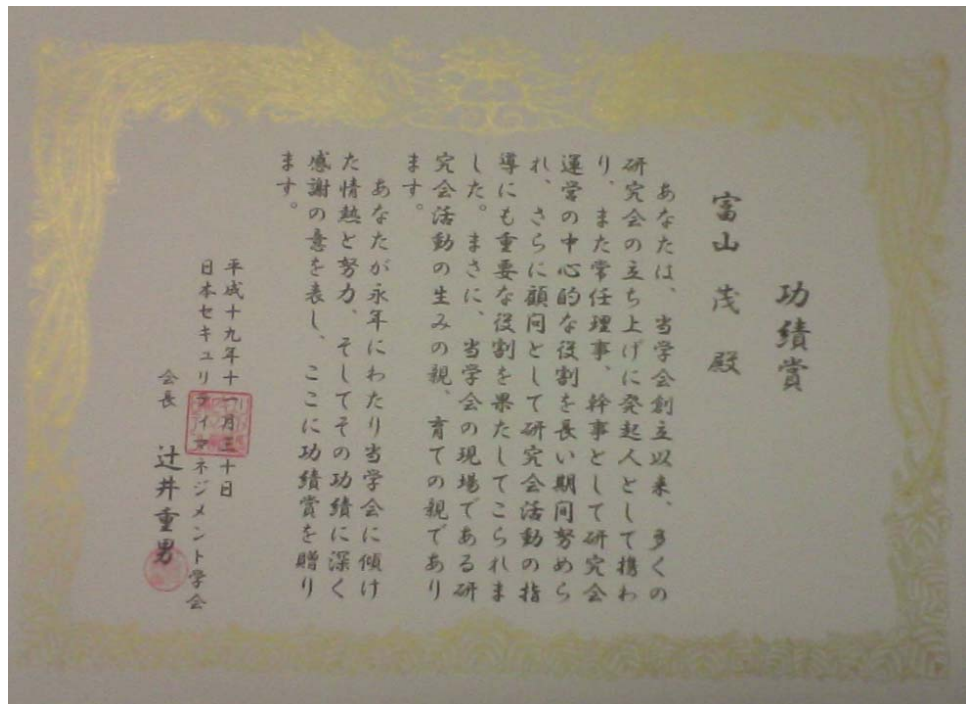 功績賞
富山 茂 殿
あなたは、当学会創立以来、多くの
研究会の立ち上げに発起人として携わ
り、また常任理事、幹事として研究会
運営の中心的な役割を長い期間努めら
れ、さらに顧問として研究会活動の指
導にも重要な役割を果たしてこられま
した。まさに、当学会の現場である研
究会活動の生みの親、育ての親であり
ます。
あなたが永年にわたり当学会に傾け
た情熱と努力、そしてその功績に深く
感謝の意を表し、ここに功績賞を贈り
ます。
平成十九年十一月三十日
日本セキュリティマネジメント学会
会長 辻井重男